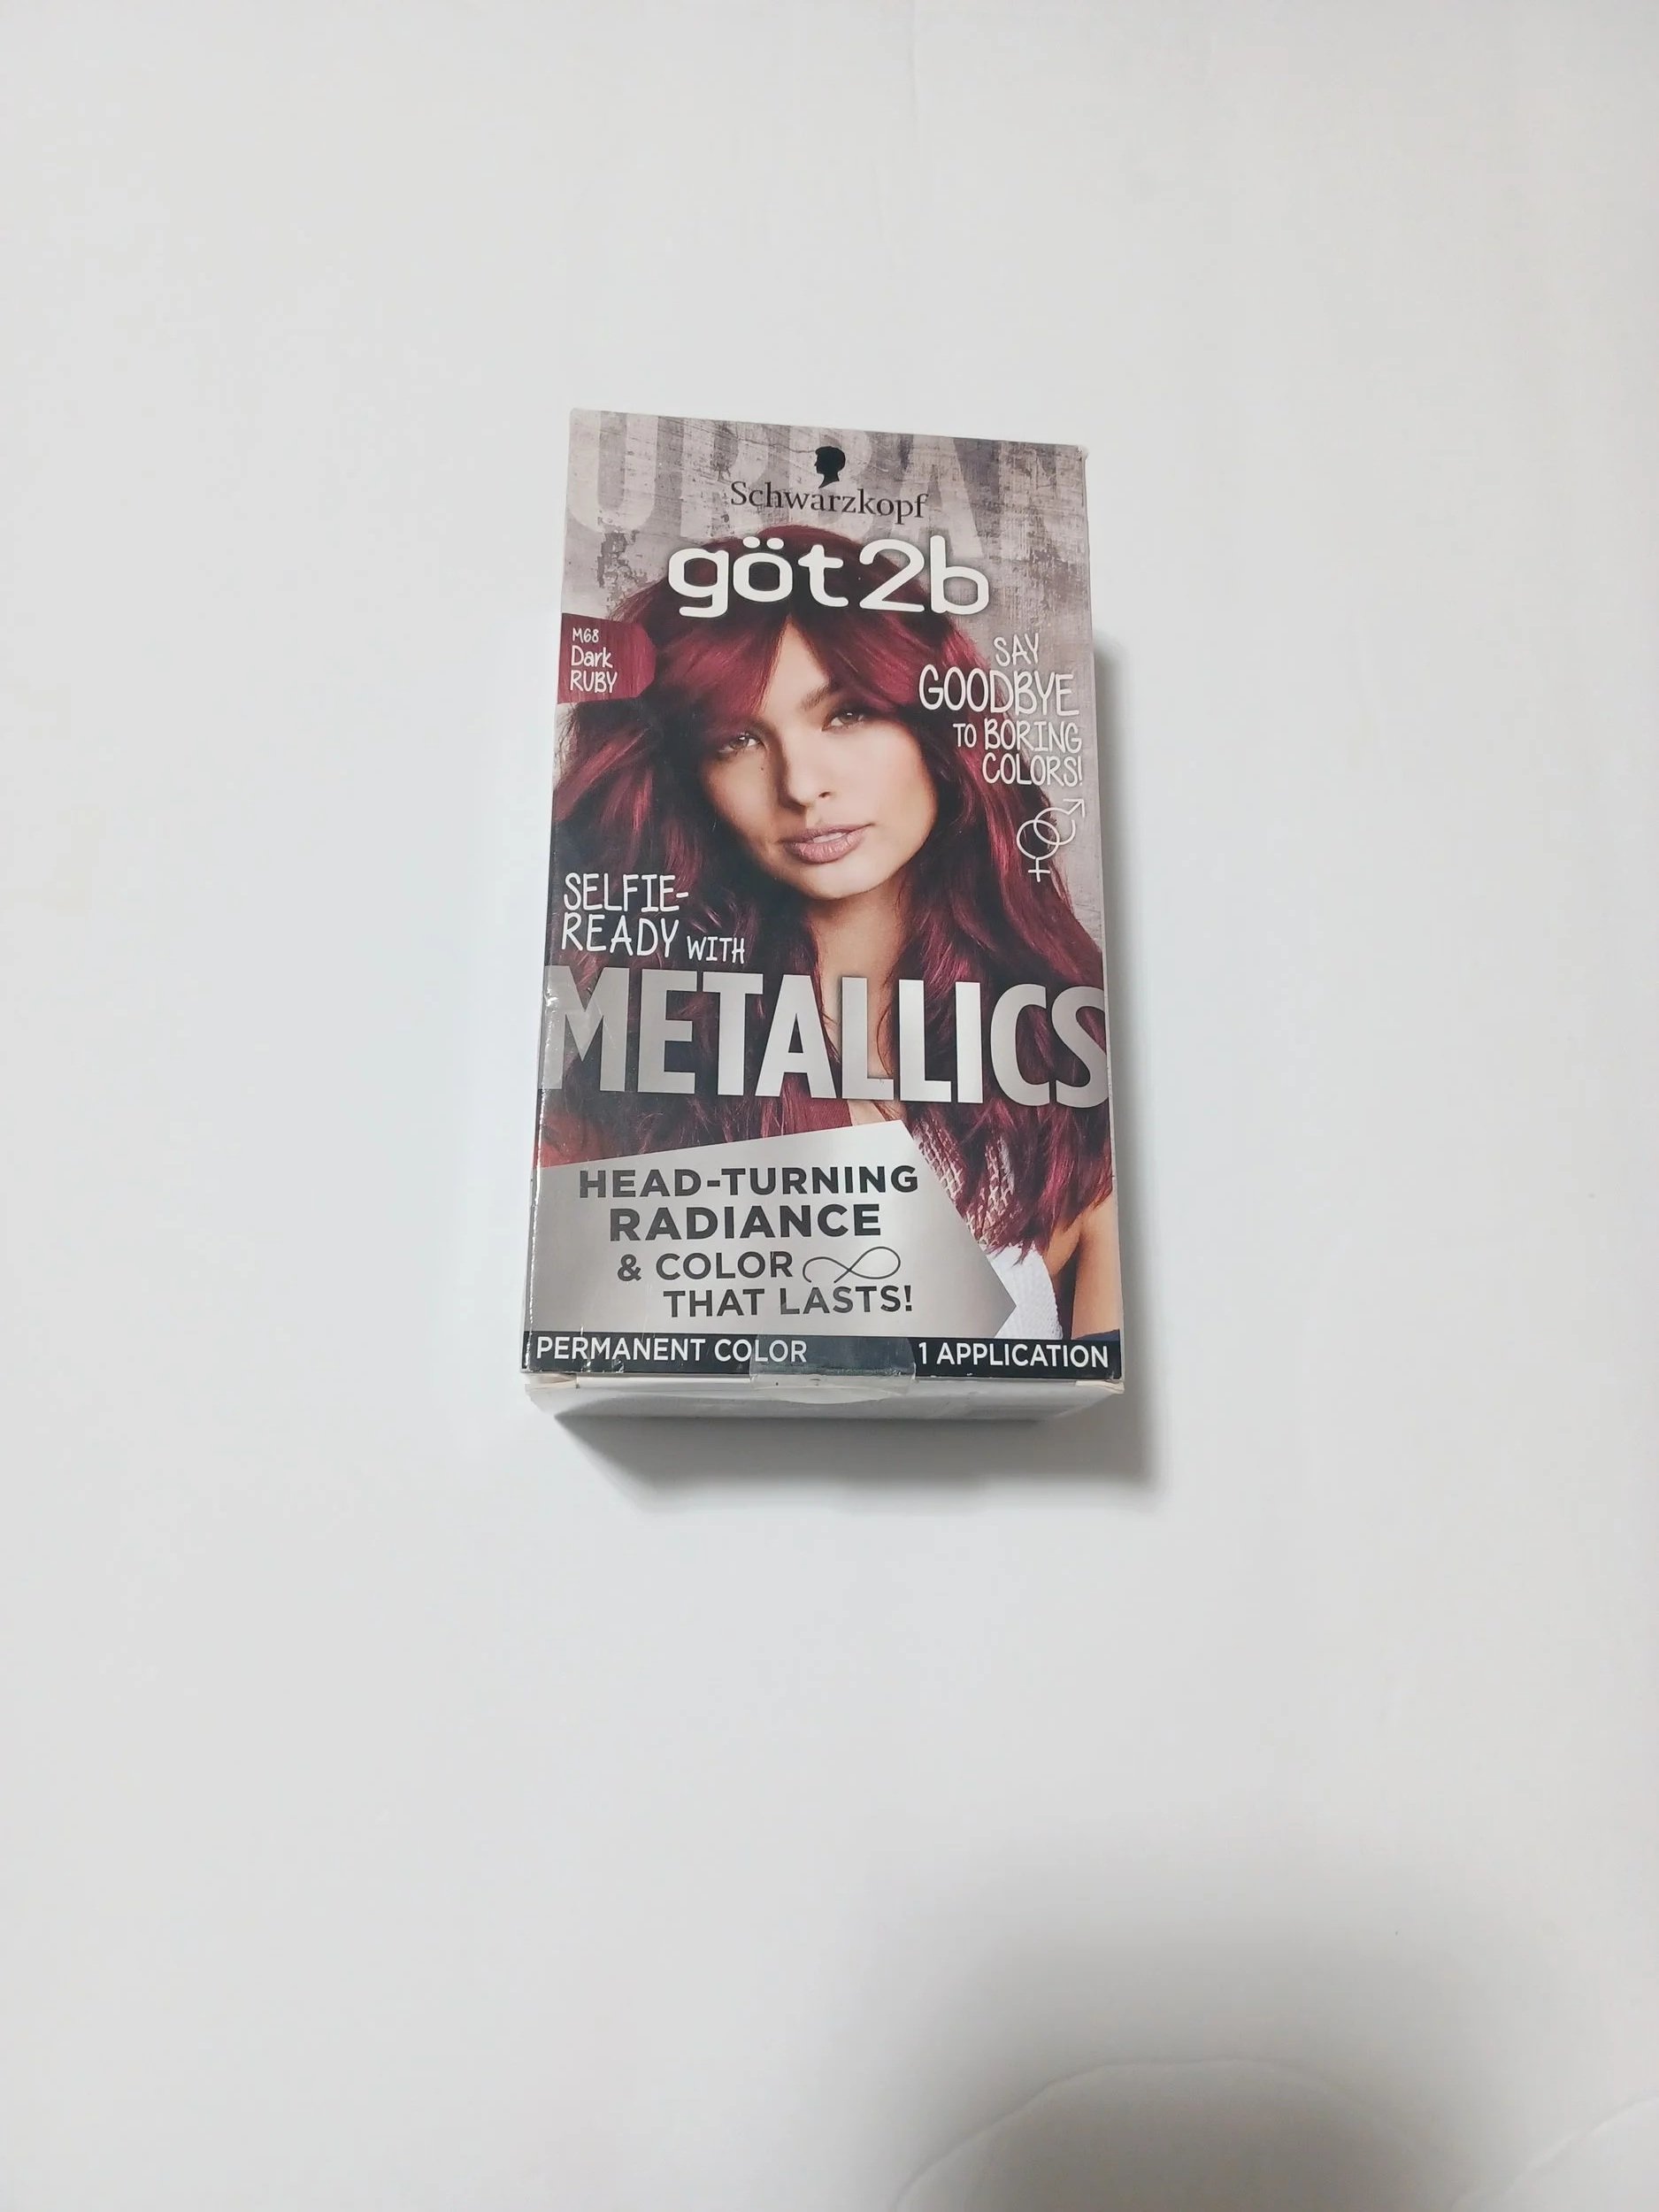 URBAN
Schwarzkopf
göt2b
M68
Dark
RUBY
SAY
GOODBYE
TO BORING
COLORS!
SELFIE-
READY WITH
METALLICS
HEAD-TURNING
RADIANCE
& COLOR
THAT LASTS!
PERMANENT COLOR
1 APPLICATION